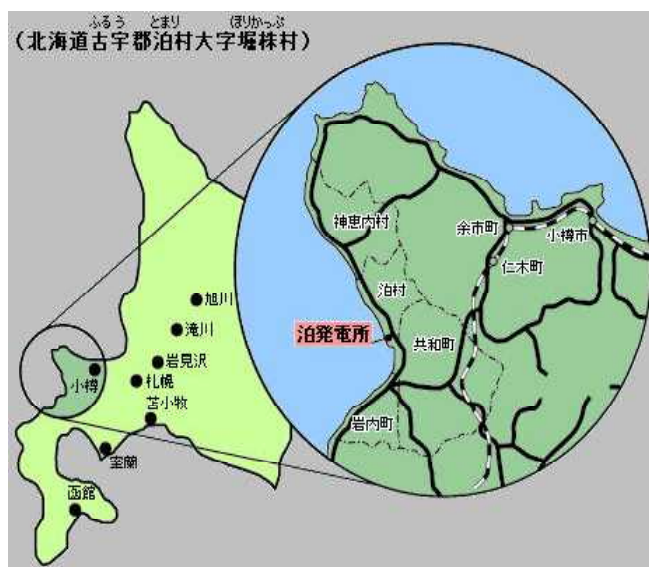 ふるう とまり ほりかっぷ
(北海道古宇郡泊村大字堀株村)
神恵内村
余市町
小樽市
仁木町
泊村
旭川
滝川
泊発電所
共和町
岩見沢
小樽
札幌
苫小牧
岩内町
室蘭
函館